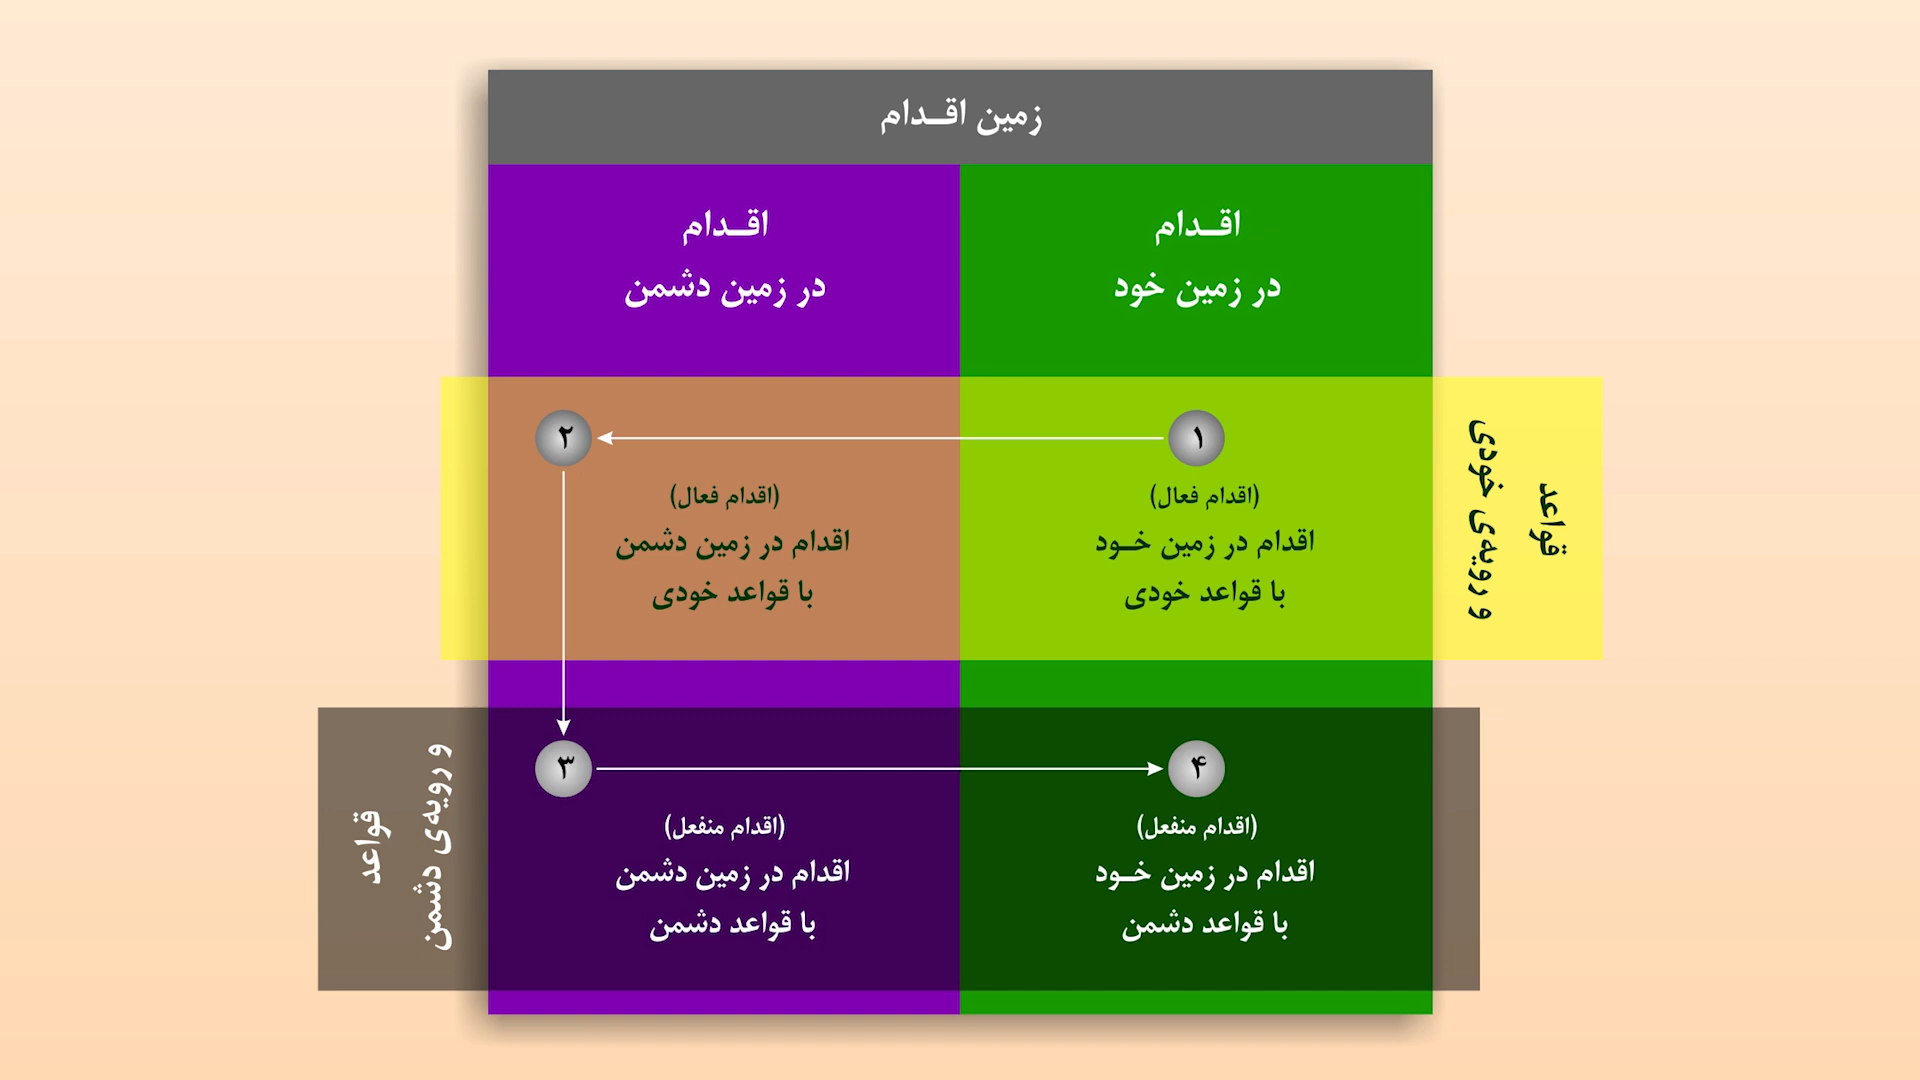 زمین اقـدام
اقـدام
در زمین خود
اقـدام
در زمین دشمن
قواعد
و رویه‌ی خودی
۱
(اقدام فعال)
اقدام در زمین خـود
با قواعد خودی
۲
(اقدام فعال)
اقدام در زمین دشمن
با قواعد خودی
۴
(اقدام منفعل)
اقدام در زمین خـود
با قواعد دشمن
۳
(اقدام منفعل)
اقدام در زمین دشمن
با قواعد دشمن
قواعد
و رویه‌ی دشمن